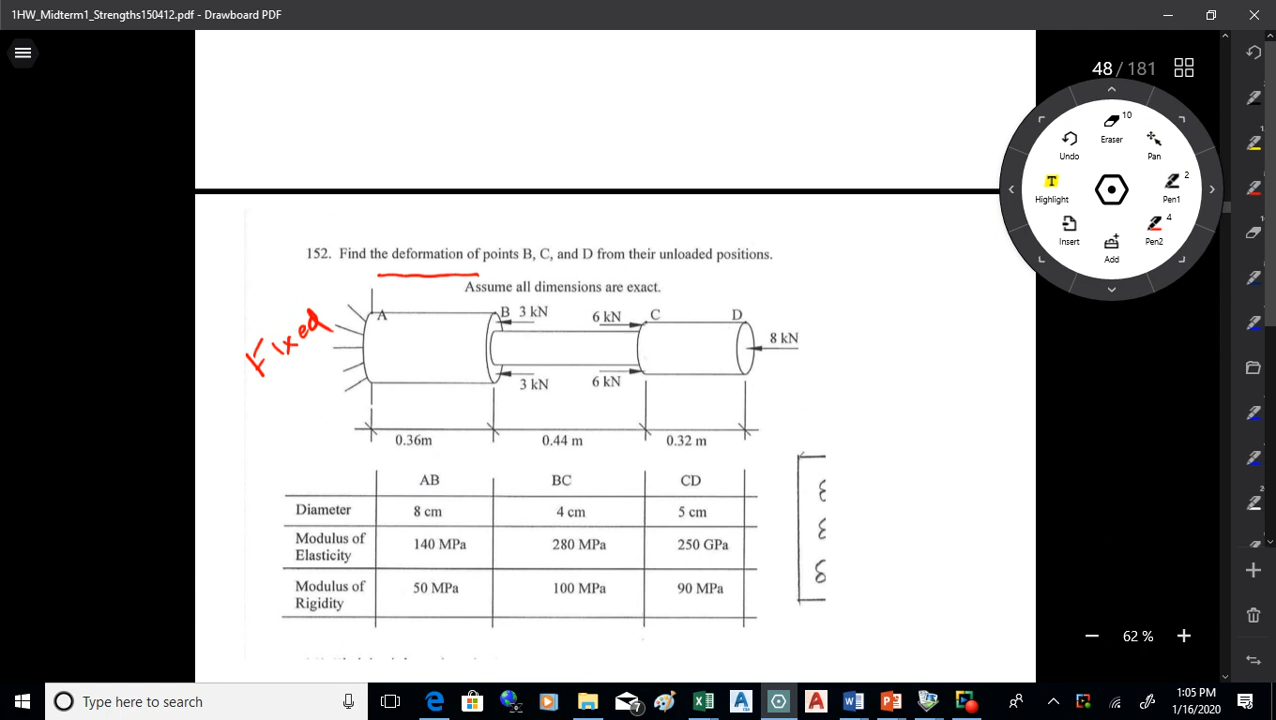 1HW_Midterm1_Strengths150412.pdf - Drawboard PDF
48 / 181
10
Eraser
Undo
Pan
T
Highlight
2
Pen1
Insert
4
Pen2
Add
152. Find the deformation of points B, C, and D from their unloaded positions.
Assume all dimensions are exact.
Fixed
A
B 3 kN
6 kN
C
D
8 kN
3 kN
6 kN
0.36m
0.44 m
0.32 m
AB
BC
CD
Diameter
8 cm
4 cm
5 cm
Modulus of
Elasticity
140 MPa
280 MPa
250 GPa
Modulus of
Rigidity
50 MPa
100 MPa
90 MPa
62 %
Type here to search
7
1:05 PM
1/16/2020